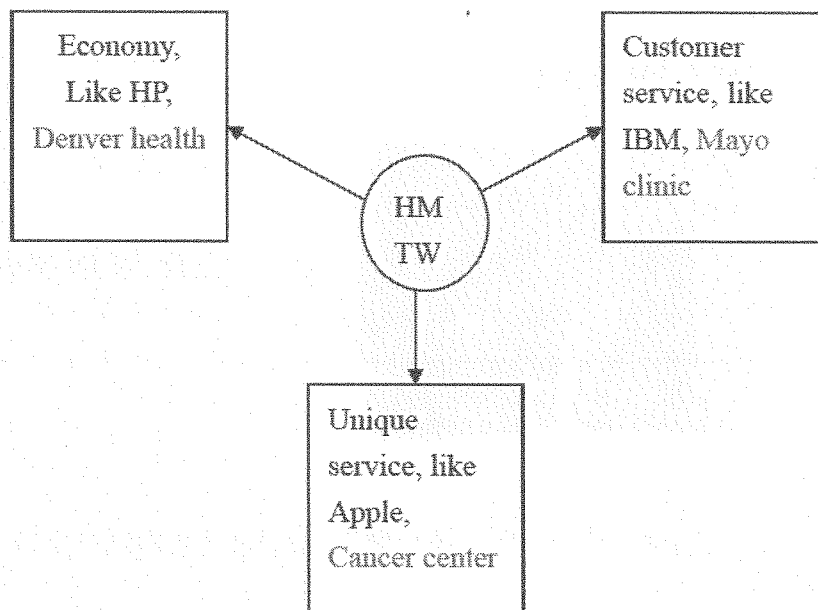 Economy,
Like HP,
Denver health
Customer
service, like
IBM, Mayo
clinic
HM
TW
Unique
service, like
Apple,
Cancer center